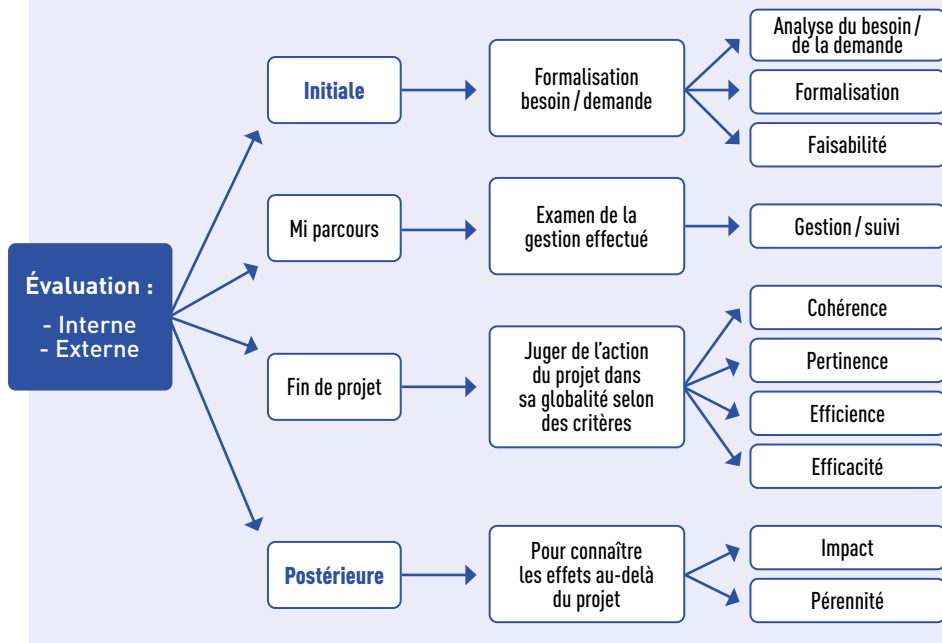 Évaluation :
- Interne
- Externe
Initiale
Formalisation
besoin / demande
Analyse du besoin /
de la demande
Formalisation
Faisabilité
Mi parcours
Examen de la
gestion effectué
Gestion / suivi
Fin de projet
Juger de l'action
du projet dans
sa globalité selon
des critères
Cohérence
Pertinence
Efficience
Efficacité
Postérieure
Pour connaître
les effets au-delà
du projet
Impact
Pérennité